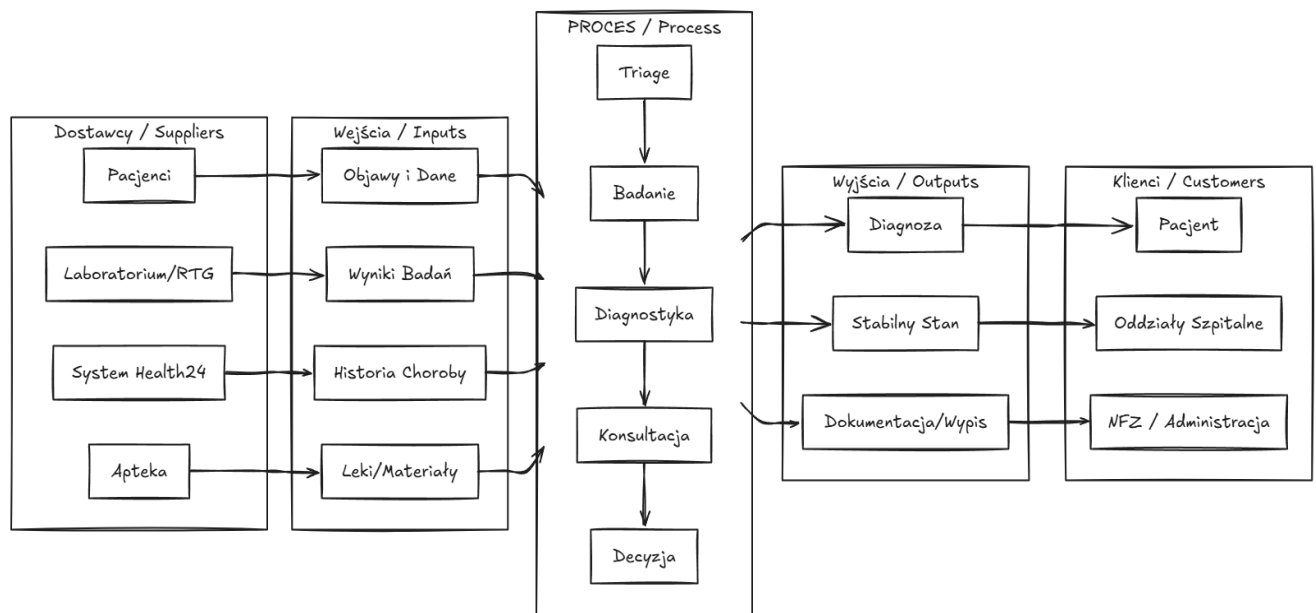 Dostawcy / Suppliers
Pacjenci
Laboratorium/RTG
System Health24
Apteka
Wejścia / Inputs
Objawy i Dane
Wyniki Badań
Historia Choroby
Leki/Materiały
PROCES / Process
Triage
Badanie
Diagnostyka
Konsultacja
Decyzja
Wyjścia / Outputs
Diagnoza
Stabilny Stan
Dokumentacja/Wypis
Klienci / Customers
Pacjent
Oddziały Szpitalne
NFZ / Administracja